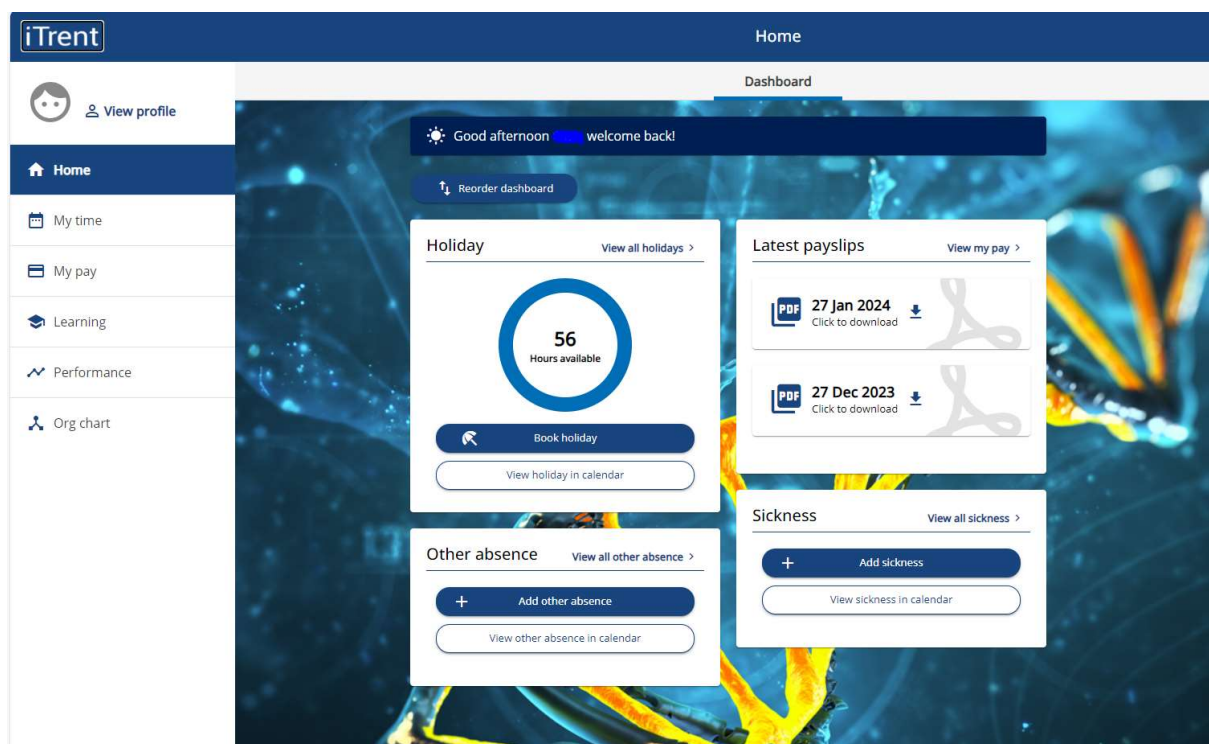 iTrent
Home
Dashboard
View profile
Home
My time
My pay
Learning
Performance
Org chart
Good afternoon welcome back!
Reorder dashboard
Holiday
View all holidays >
56
Hours available
Book holiday
View holiday in calendar
Latest payslips
View my pay >
PDF
27 Jan 2024
Click to download
PDF
27 Dec 2023
Click to download
Other absence
View all other absence >
Add other absence
View other absence in calendar
Sickness
View all sickness >
Add sickness
View sickness in calendar